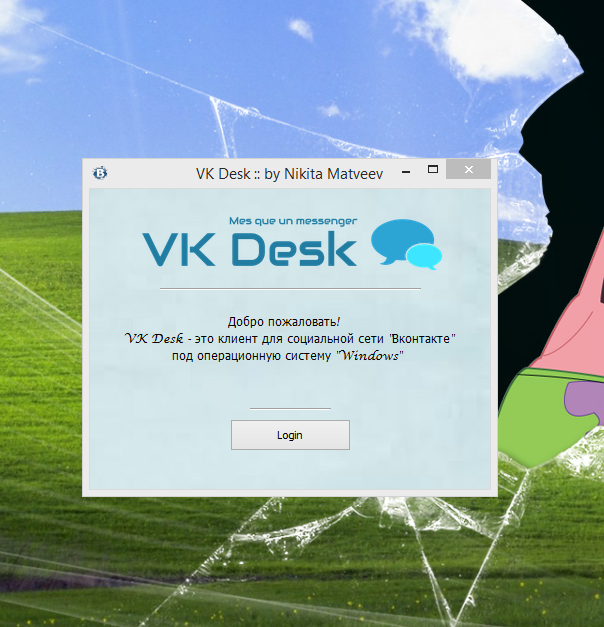 VK Desk :: by Nikita Matveev
Mes que un messenger
VK Desk
Добро пожаловать!
VK Desk - это клиент для социальной сети "Вконтакте"
под операционную систему "Windows"
Login